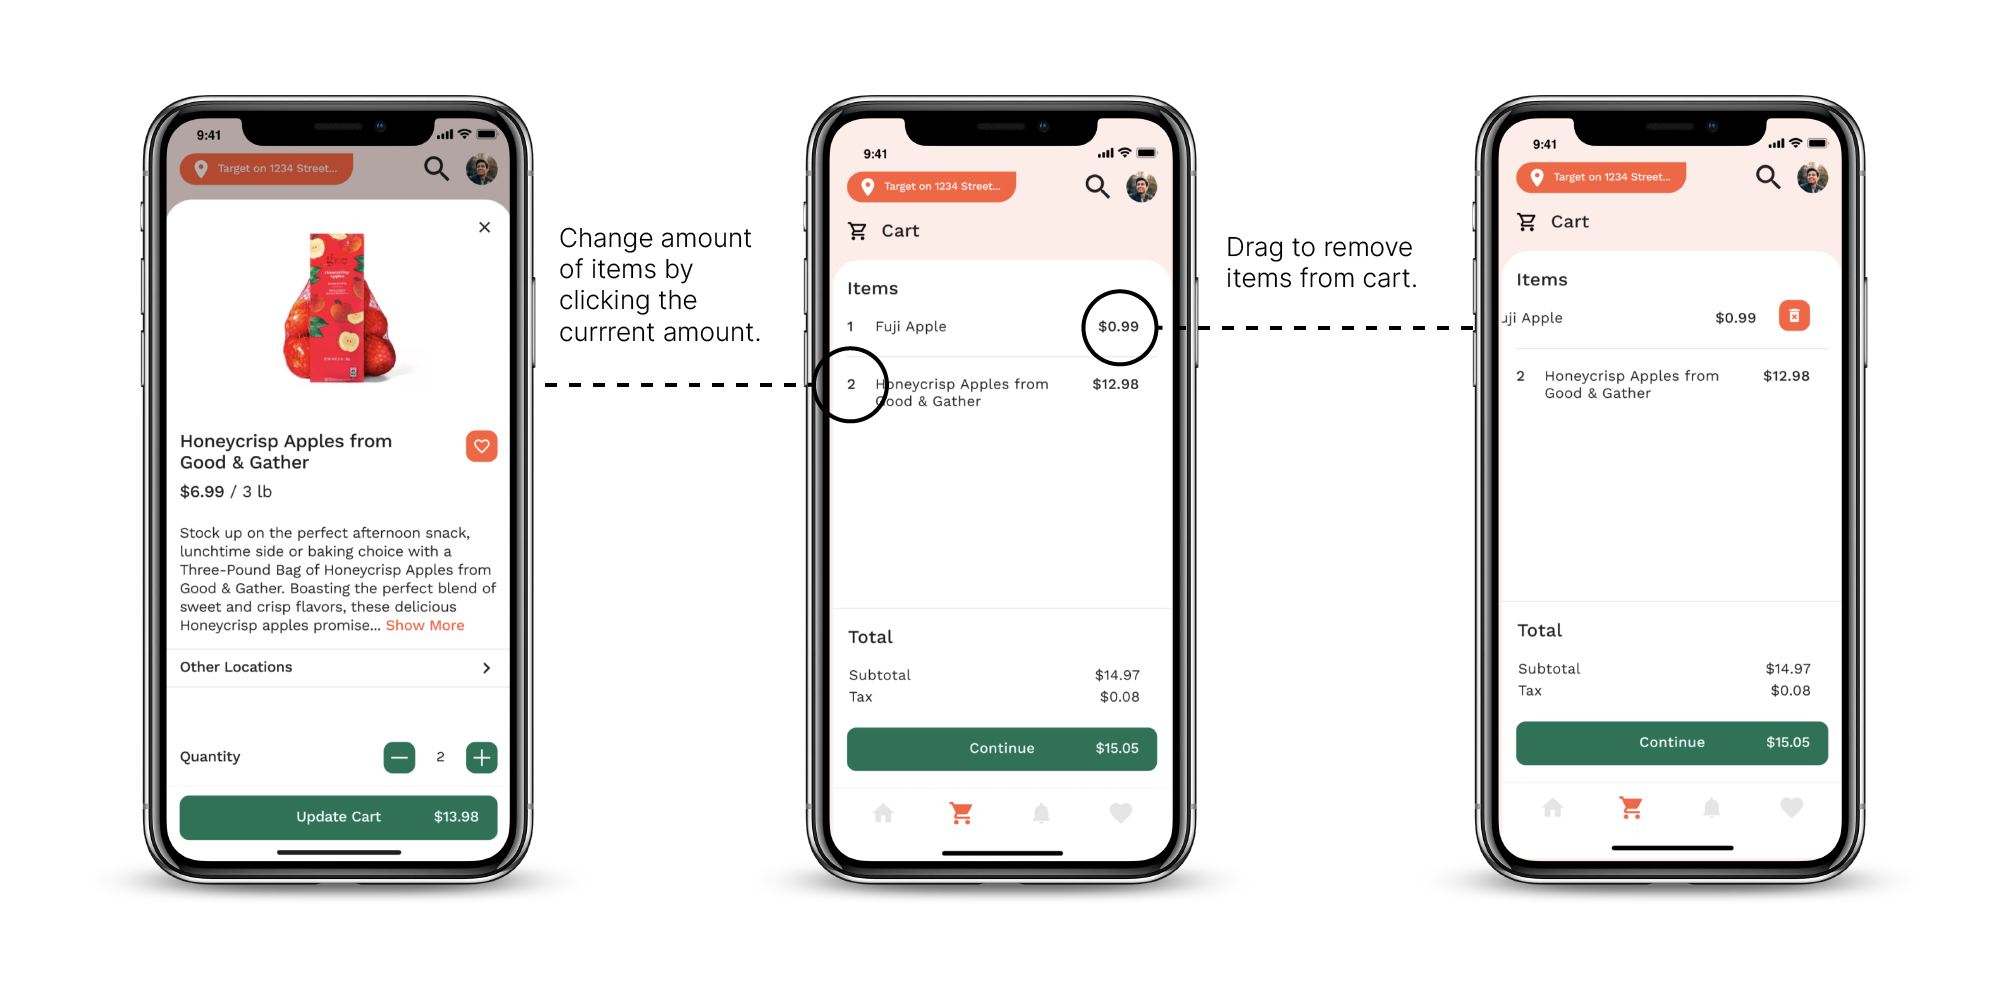 9:41
Target on 1234 Street...
Honeycrisp
Apples
Honeycrisp Apples from
Good & Gather
$6.99 / 3 lb
Stock up on the perfect afternoon snack,
lunchtime side or baking choice with a
Three-Pound Bag of Honeycrisp Apples from
Good & Gather. Boasting the perfect blend of
sweet and crisp flavors, these delicious
Honeycrisp apples promise... Show More
Other Locations
Quantity 2
Update Cart $13.98
Change amount
of items by
clicking the
currrent amount.
9:41
Target on 1234 Street...
Cart
Items
1 Fuji Apple $0.99
2 Honeycrisp Apples from $12.98
Good & Gather
Total
Subtotal $14.97
Tax $0.08
Continue $15.05
Drag to remove
items from cart.
9:41
Target on 1234 Street...
Cart
Items
uji Apple $0.99
2 Honeycrisp Apples from $12.98
Good & Gather
Total
Subtotal $14.97
Tax $0.08
Continue $15.05